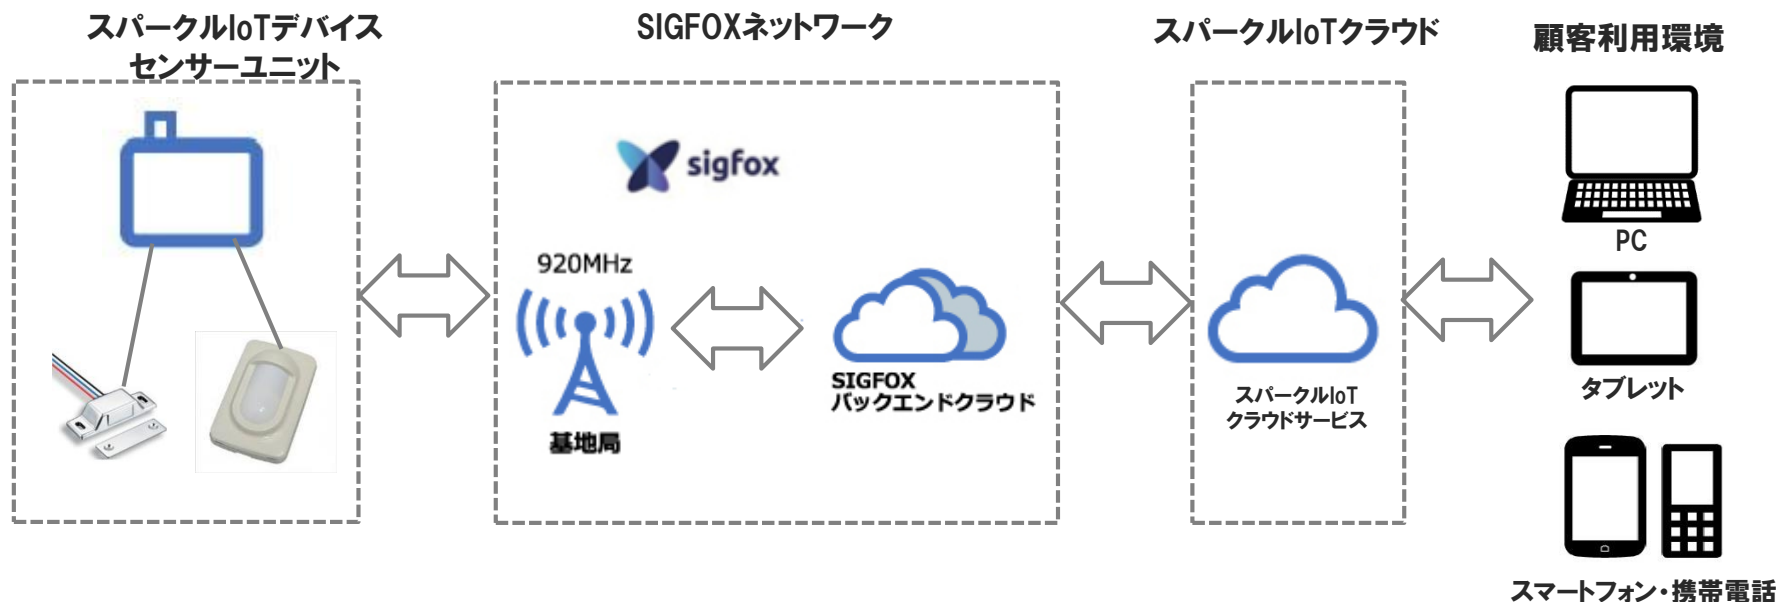 スパークルIoTデバイス
センサーユニット
SIGFOXネットワーク
スパークルIoTクラウド
顧客利用環境
sigfox
920MHz
基地局
SIGFOX
バックエンドクラウド
スパークルIoT
クラウドサービス
PC
タブレット
スマートフォン・携帯電話